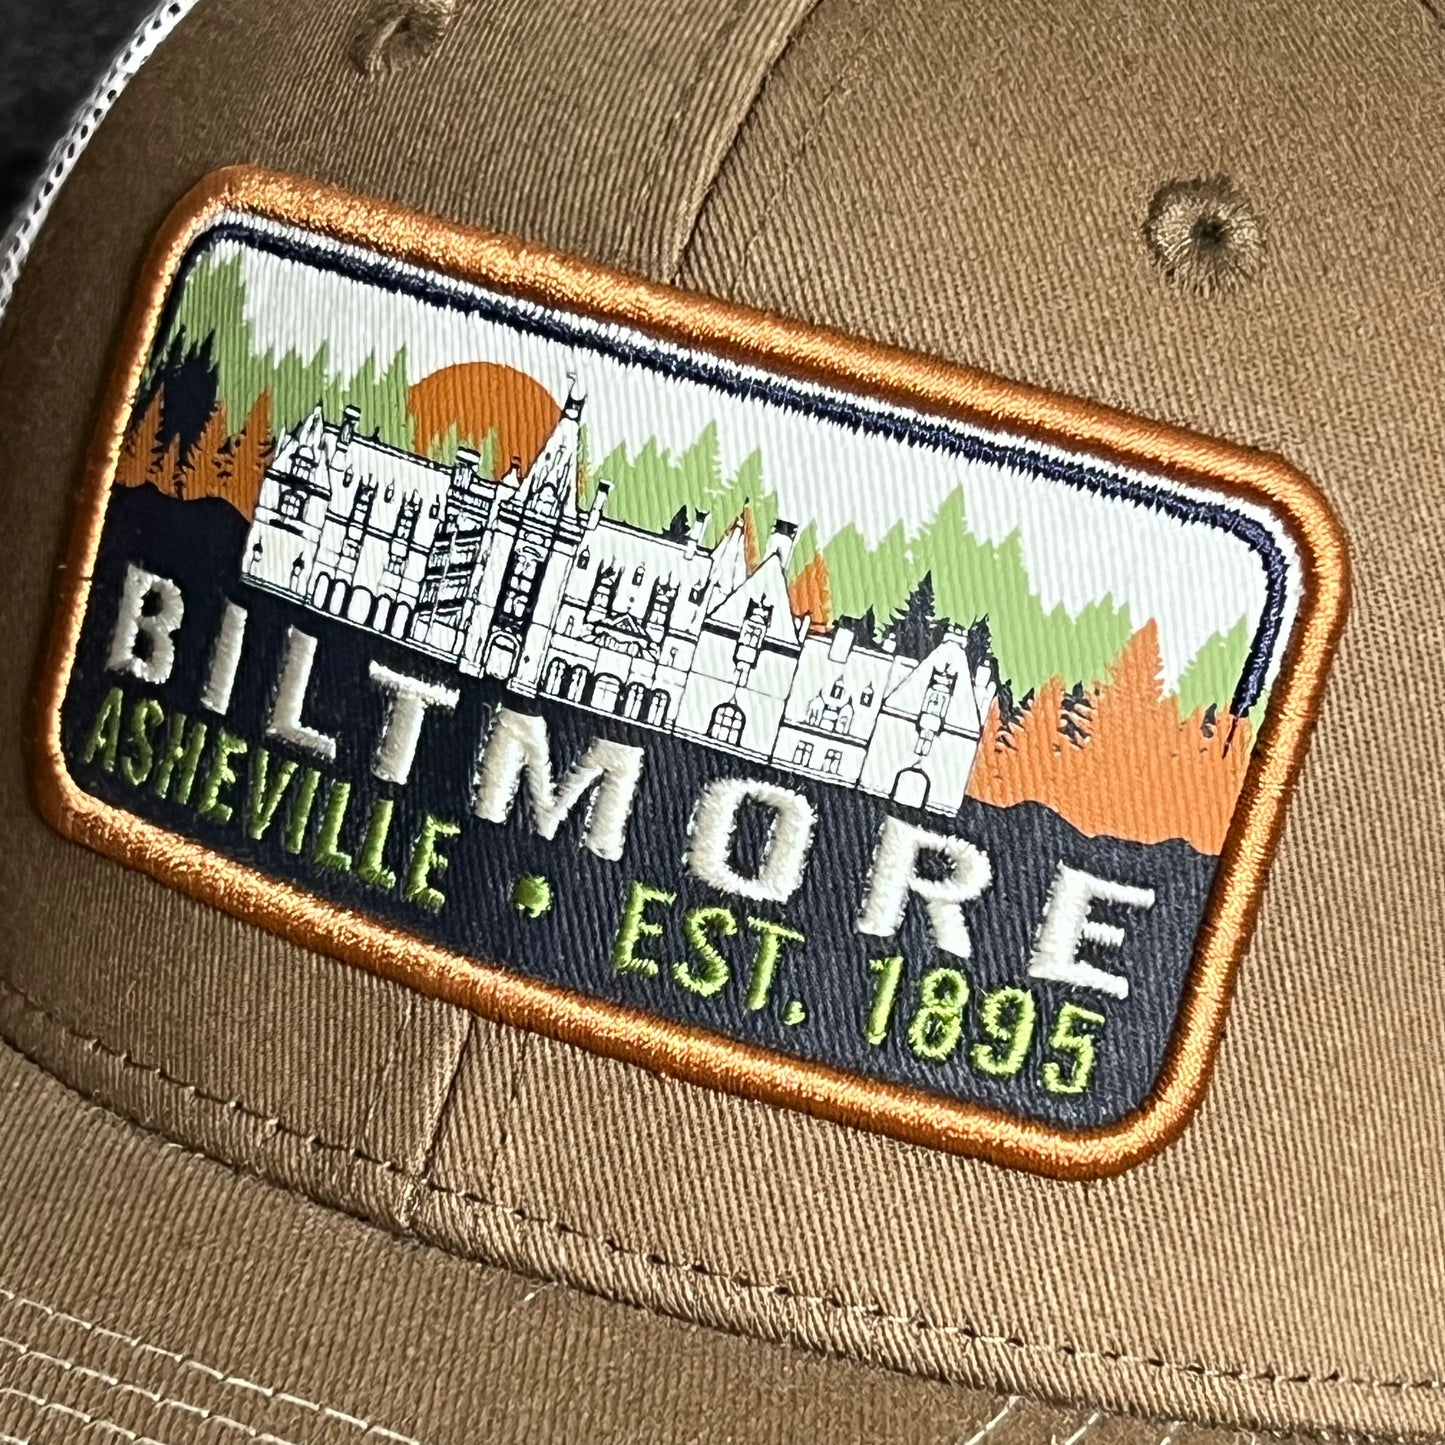 BILTMORE
ASHEVILLE • EST. 1895